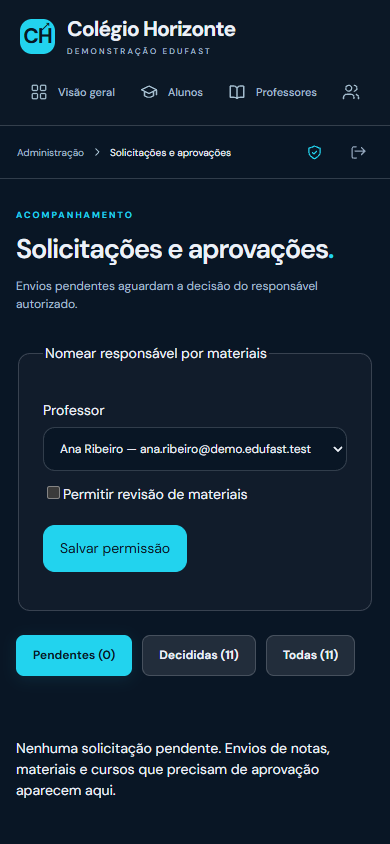 CH
Colégio Horizonte
DEMONSTRAÇÃO EDUFAST
Visão geral
Alunos
Professores
Administração
Solicitações e aprovações
ACOMPANHAMENTO
Solicitações e aprovações.
Envios pendentes aguardam a decisão do responsável
autorizado.
Nomear responsável por materiais
Professor
Ana Ribeiro — ana.ribeiro@demo.edufast.test
Permitir revisão de materiais
Salvar permissão
Pendentes (0)
Decididas (11)
Todas (11)
Nenhuma solicitação pendente. Envios de notas,
materiais e cursos que precisam de aprovação
aparecem aqui.